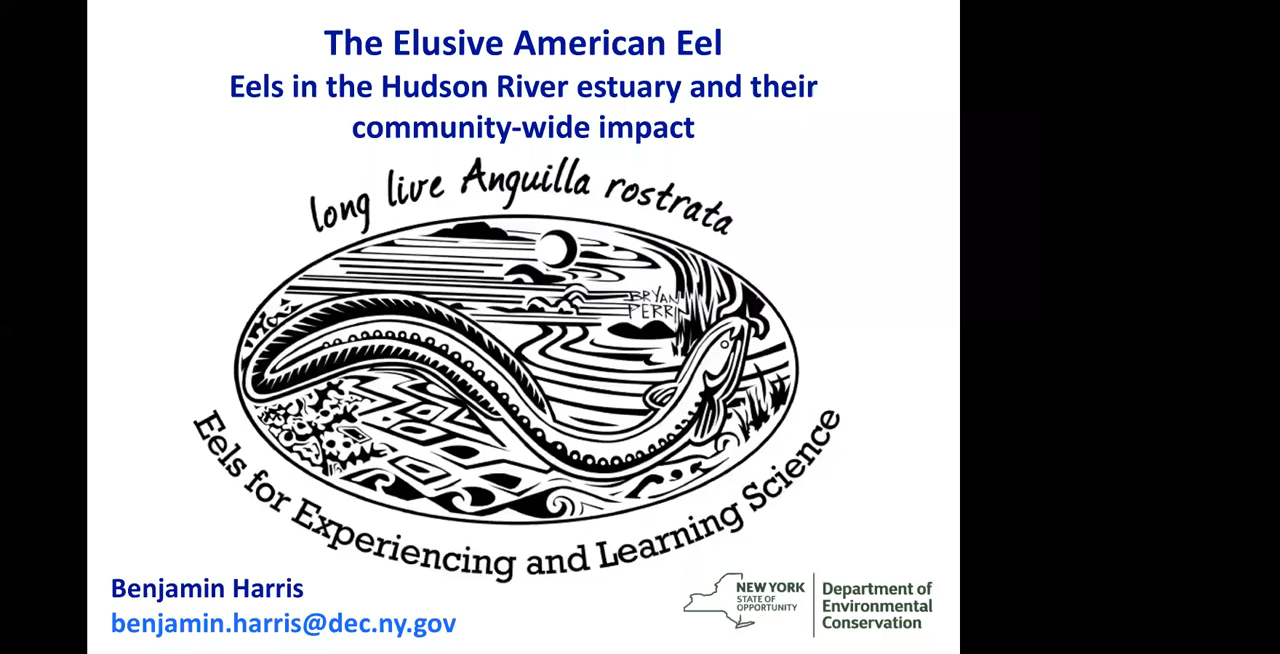 The Elusive American Eel
Eels in the Hudson River estuary and their
community-wide impact
long live Anguilla rostrata
BRYAN
PERRIN
Eels for Experiencing and Learning Science
Benjamin Harris
benjamin.harris@dec.ny.gov
NEW YORK
STATE OF
OPPORTUNITY
Department of
Environmental
Conservation